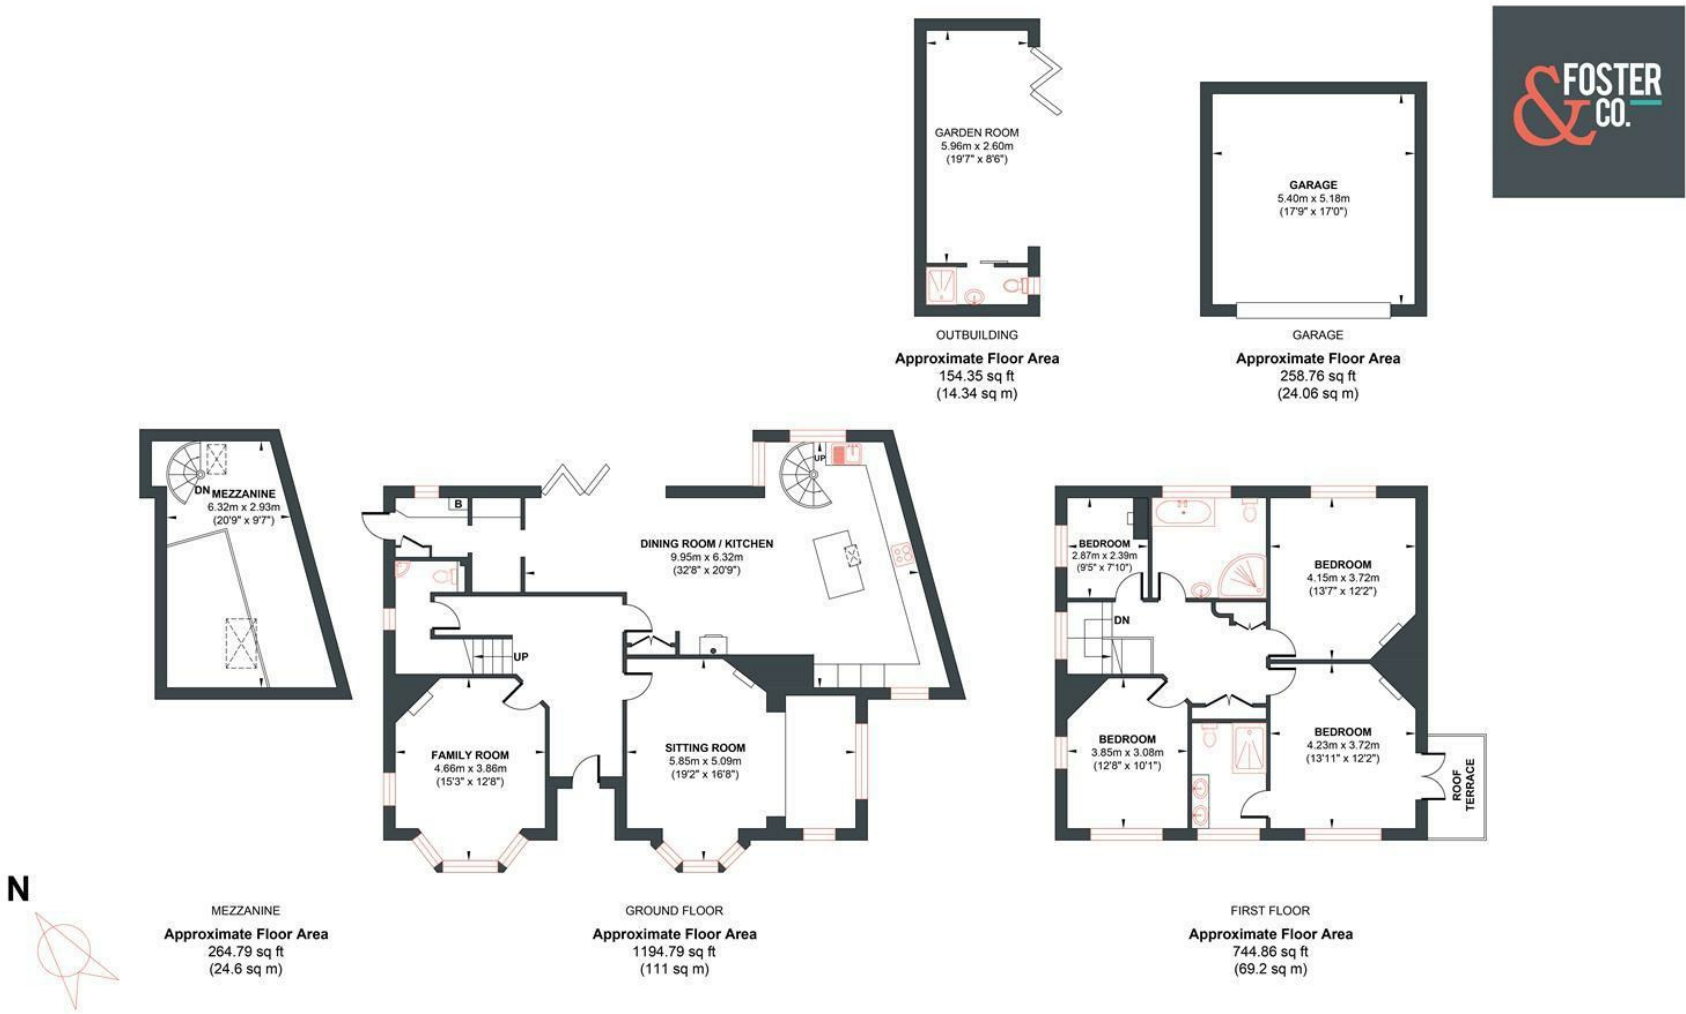 & FOSTER
CO.
GARDEN ROOM
5.96m x 2.60m
(19'7" x 8'6")
OUTBUILDING
Approximate Floor Area
154.35 sq ft
(14.34 sq m)
GARAGE
5.40m x 5.18m
(17'9" x 17'0")
GARAGE
Approximate Floor Area
258.76 sq ft
(24.06 sq m)
DN
MEZZANINE
6.32m x 2.93m
(20'9" x 9'7")
MEZZANINE
Approximate Floor Area
264.79 sq ft
(24.6 sq m)
B
UP
DINING ROOM / KITCHEN
9.95m x 6.32m
(32'8" x 20'9")
UP
FAMILY ROOM
4.66m x 3.86m
(15'3" x 12'8")
SITTING ROOM
5.85m x 5.09m
(19'2" x 16'8")
GROUND FLOOR
Approximate Floor Area
1194.79 sq ft
(111 sq m)
BEDROOM
2.87m x 2.39m
(9'5" x 7'10")
BEDROOM
4.15m x 3.72m
(13'7" x 12'2")
DN
BEDROOM
3.85m x 3.08m
(12'8" x 10'1")
BEDROOM
4.23m x 3.72m
(13'11" x 12'2")
ROOF
TERRACE
FIRST FLOOR
Approximate Floor Area
744.86 sq ft
(69.2 sq m)
N